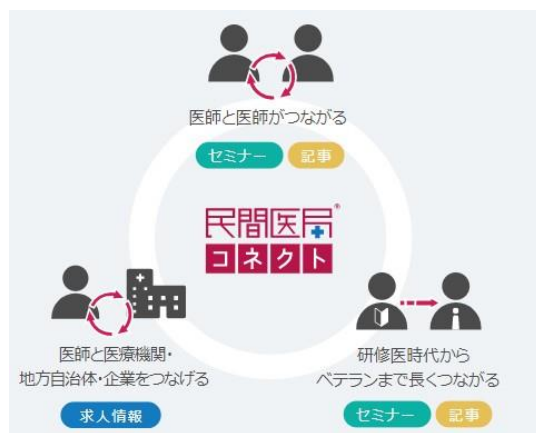 医師と医師がつながる
セミナー 記事
民間医局®
コネクト
医師と医療機関・
地方自治体・企業をつなげる
求人情報
研修医時代から
ベテランまで長くつながる
セミナー 記事